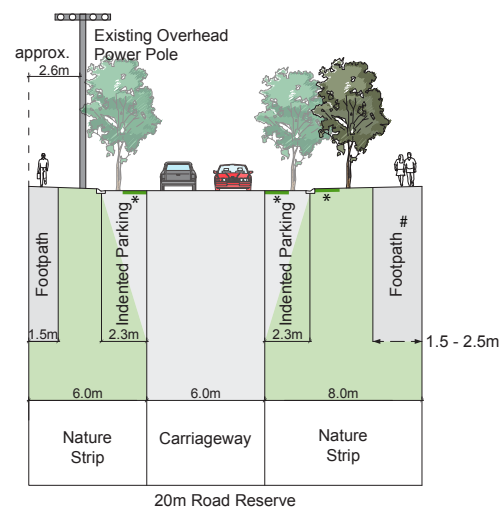 Existing Overhead
Power Pole
approx.
2.6m
*
*
*
Footpath
Indented Parking
Indented Parking
Footpath #
1.5m
2.3m
2.3m
1.5 - 2.5m
6.0m
6.0m
8.0m
Nature
Strip
Carriageway
Nature
Strip
20m Road Reserve